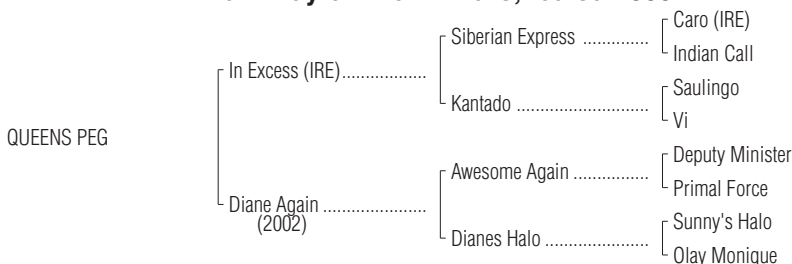 Caro (IRE)
Siberian Express ..............
Indian Call
In Excess (IRE)..................
Saulingo
Kantado ............................
Vi
QUEENS PEG
Deputy Minister
Awesome Again ................
Primal Force
Diane Again ......................
(2002)
Sunny's Halo
Dianes Halo ......................
Olay Monique